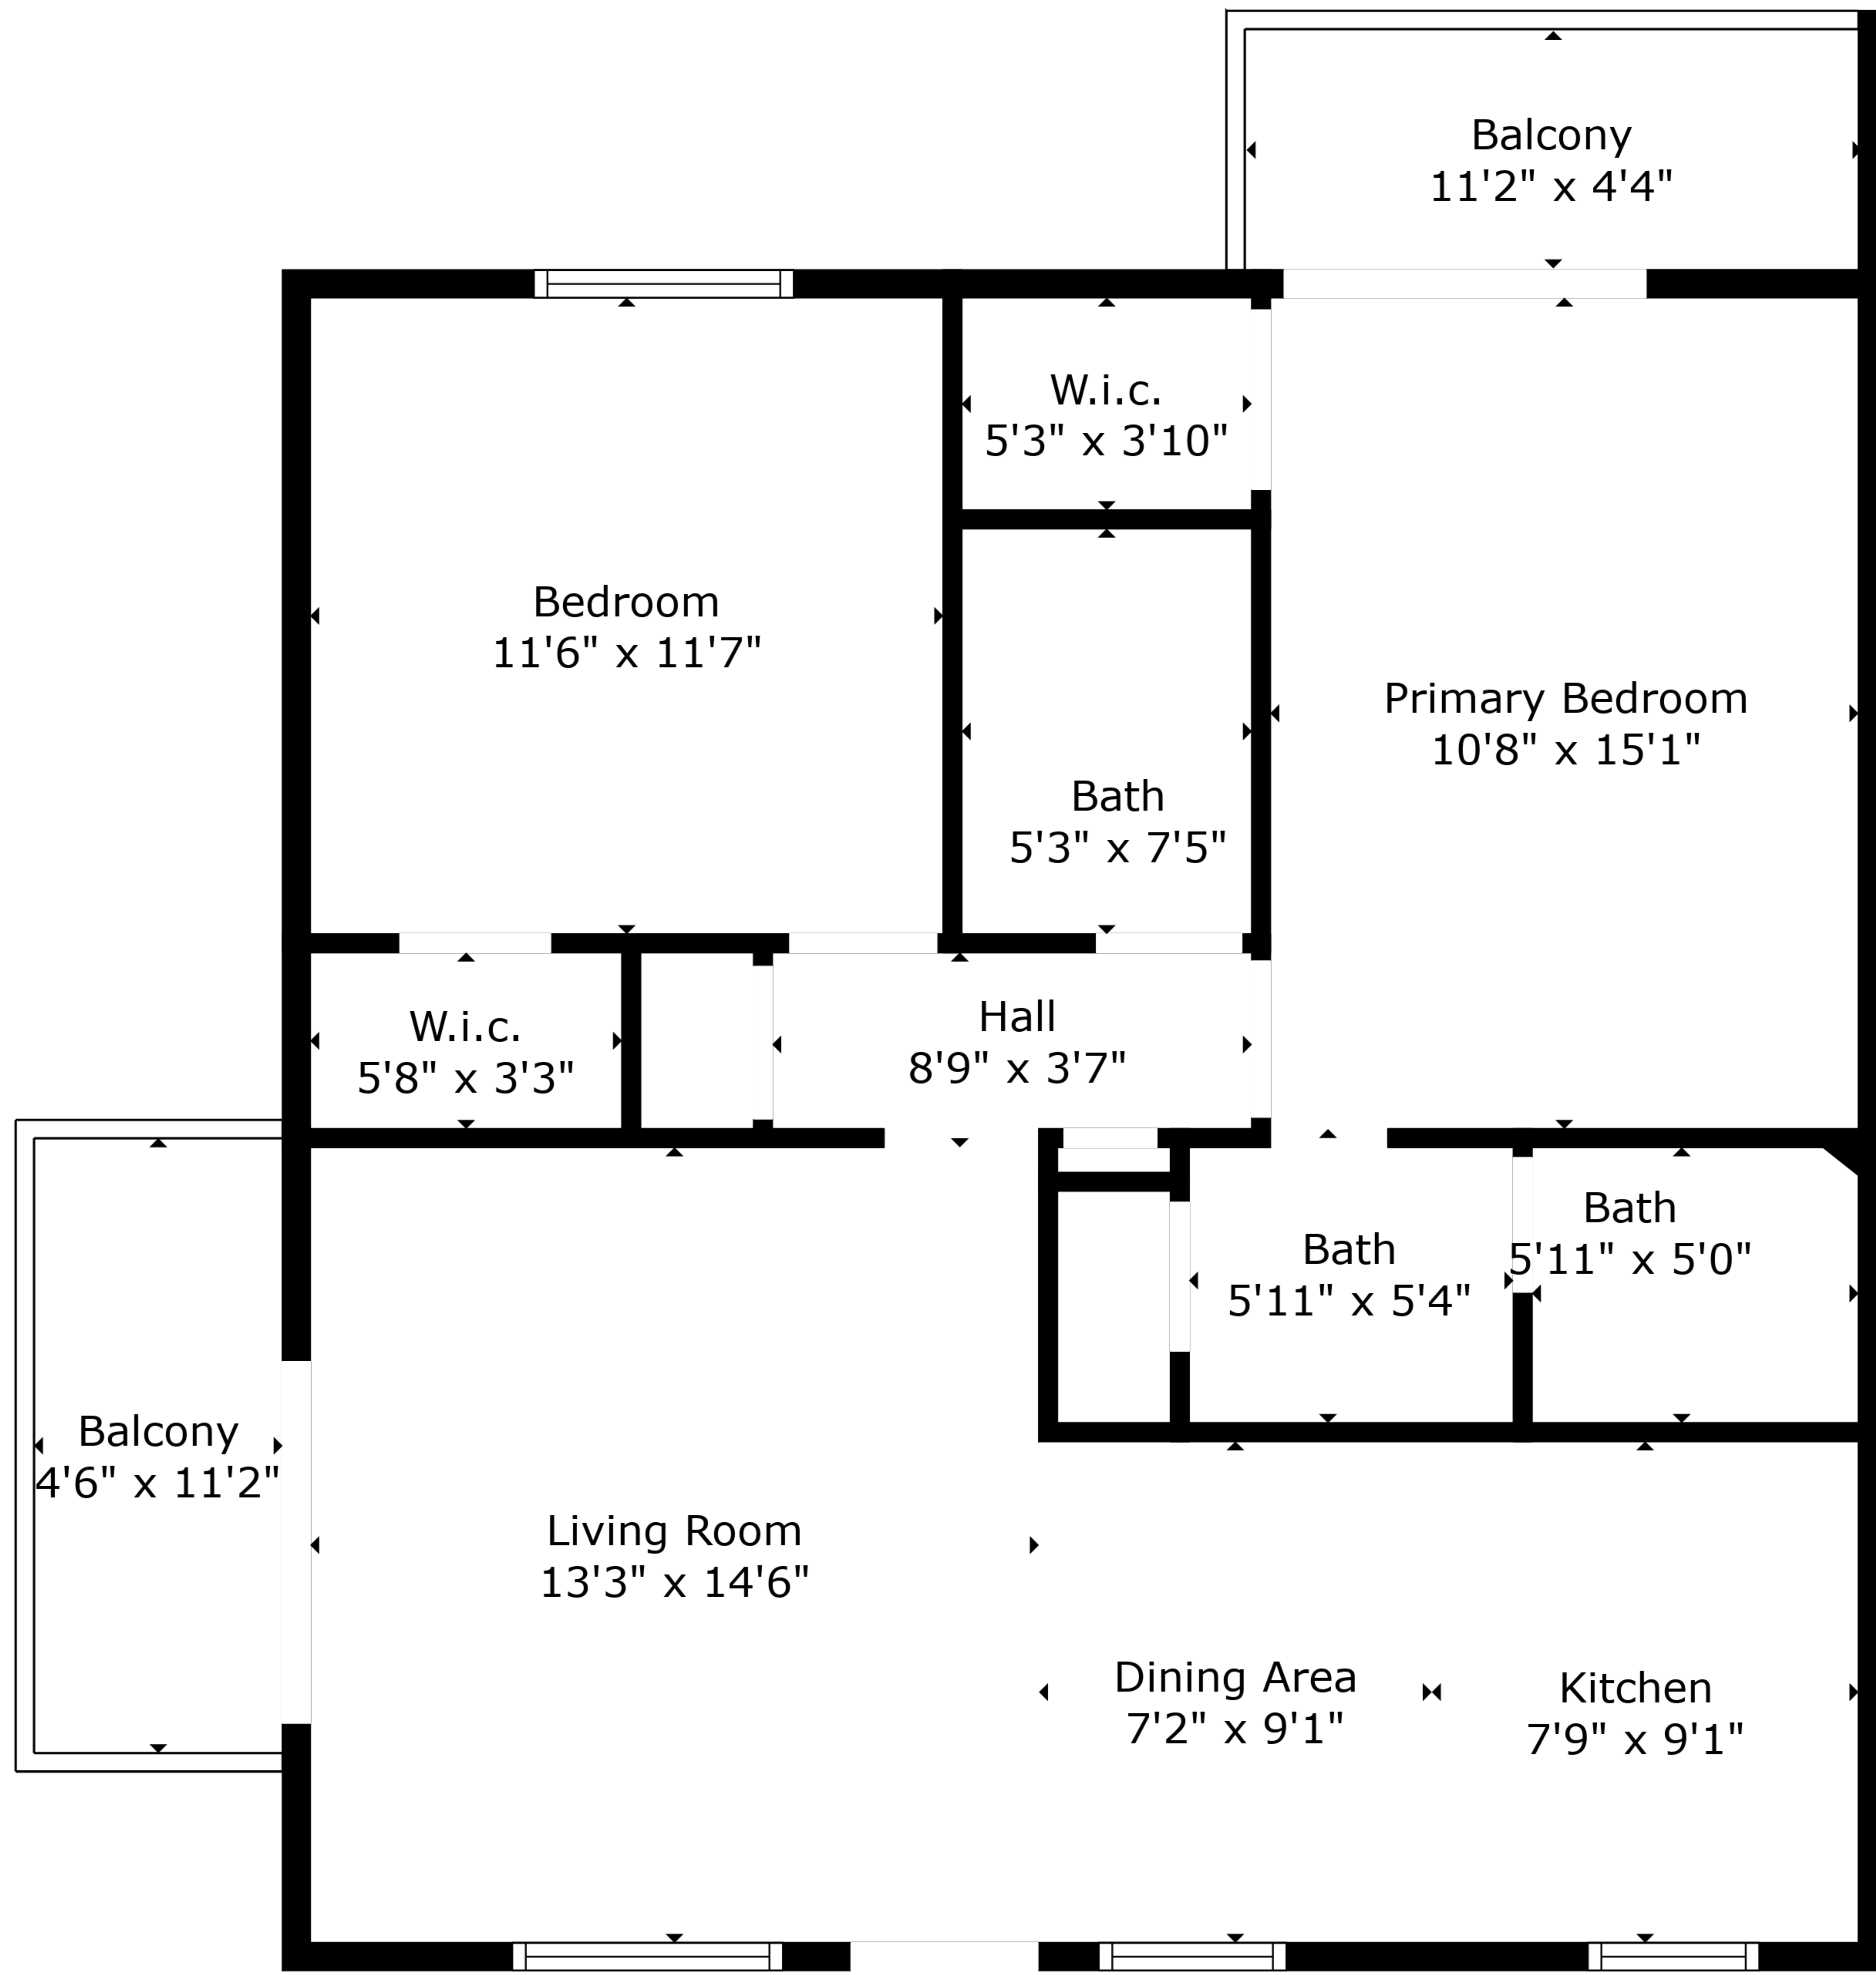 Balcony
11'2" x 4'4"
W.i.c.
5'3" x 3'10"
Bedroom
11'6" x 11'7"
Primary Bedroom
10'8" x 15'1"
Bath
5'3" x 7'5"
Hall
8'9" x 3'7"
W.i.c.
5'8" x 3'3"
Bath
5'11" x 5'0"
Bath
5'11" x 5'4"
Balcony
4'6" x 11'2"
Living Room
13'3" x 14'6"
Dining Area
7'2" x 9'1"
Kitchen
7'9" x 9'1"